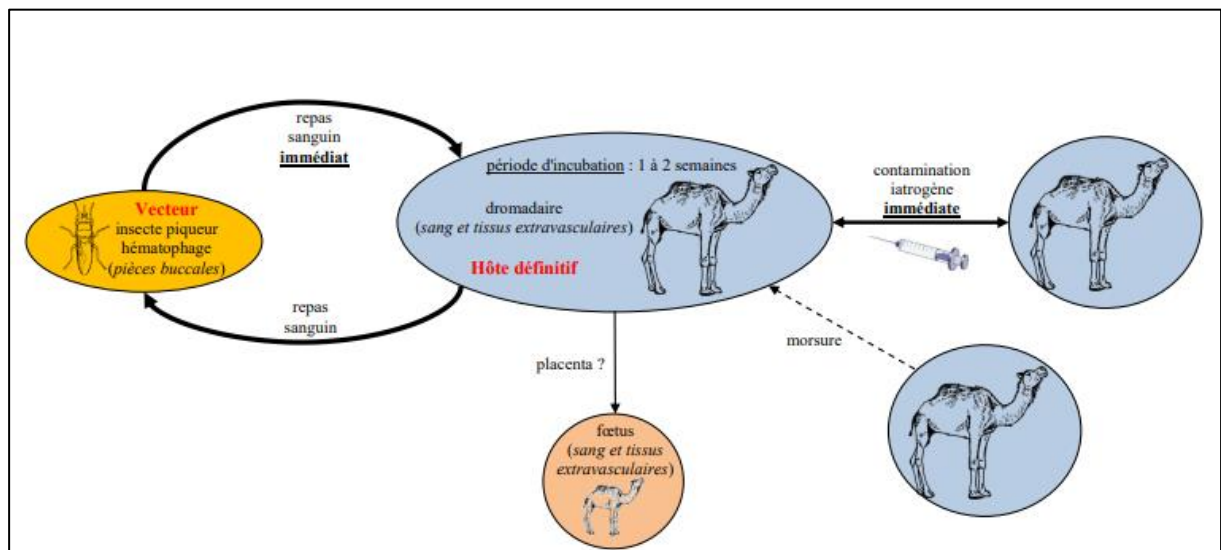 repas
sanguin
immédiat
Vecteur
insecte piqueur
hématophage
(pièces buccales)
repas
sanguin
période d'incubation : 1 à 2 semaines
dromadaire
(sang et tissus extravasculaires)
Hôte définitif
contamination
iatrogène
immédiate
morsure
placenta ?
fœtus
(sang et tissus
extravasculaires)